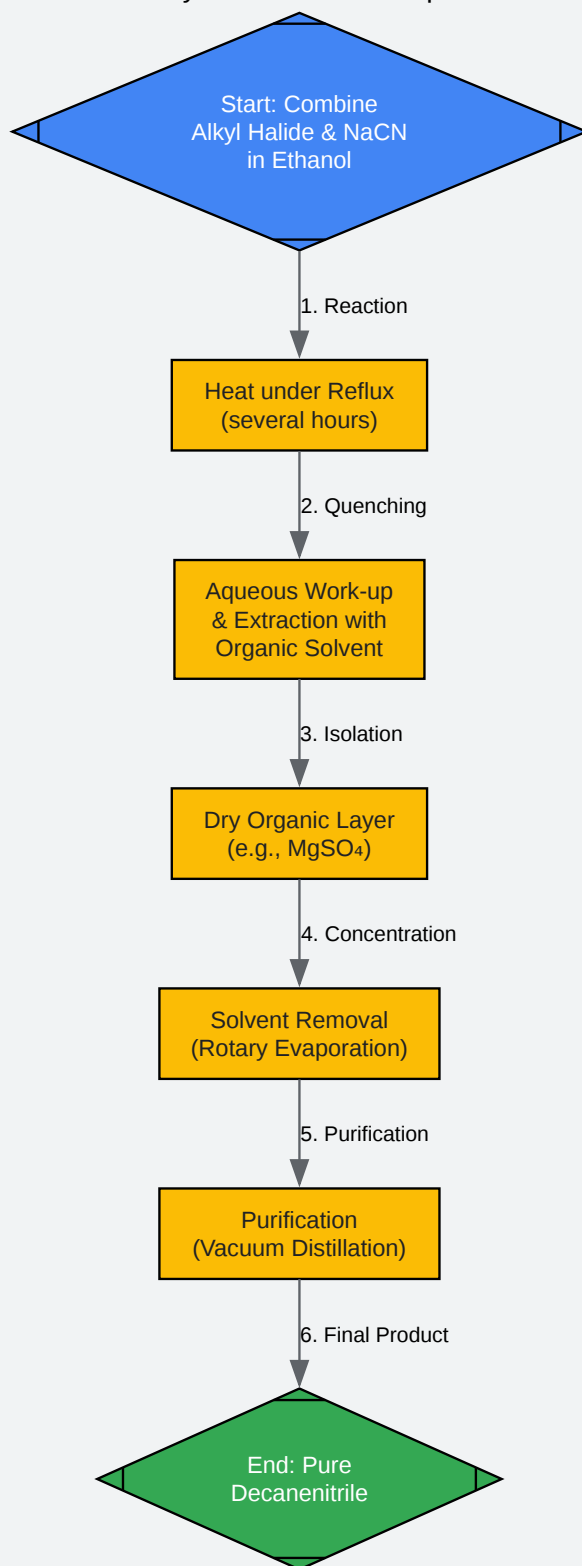 Start: Combine
Alkyl Halide & NaCN
in Ethanol
1. Reaction
Heat under Reflux
(several hours)
2. Quenching
Aqueous Work-up
& Extraction with
Organic Solvent
3. Isolation
Dry Organic Layer
(e.g., MgSO₄)
4. Concentration
Solvent Removal
(Rotary Evaporation)
5. Purification
Purification
(Vacuum Distillation)
6. Final Product
End: Pure
Decanenitrile